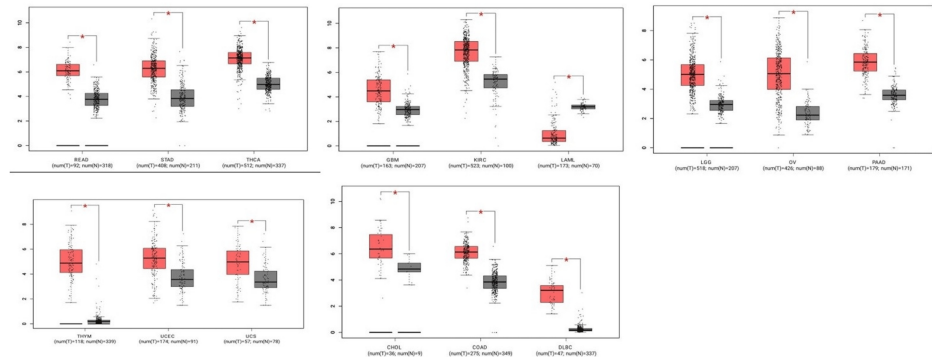 10
8
6
4
2
0
READ
(num(T)=92; num(N)=318)
STAD
(num(T)=408; num(N)=211)
THCA
(num(T)=512; num(N)=337)
10
8
6
4
2
0
GBM
(num(T)=163; num(N)=207)
KIRC
(num(T)=523; num(N)=100)
LAML
(num(T)=173; num(N)=70)
8
6
4
2
0
LGG
(num(T)=518; num(N)=207)
OV
(num(T)=426; num(N)=88)
PAAD
(num(T)=179; num(N)=171)
8
6
4
2
0
THYM
(num(T)=118; num(N)=339)
UCEC
(num(T)=174; num(N)=91)
UCS
(num(T)=57; num(N)=78)
10
8
6
4
2
0
CHOL
(num(T)=36; num(N)=9)
COAD
(num(T)=275; num(N)=349)
DLBC
(num(T)=47; num(N)=337)